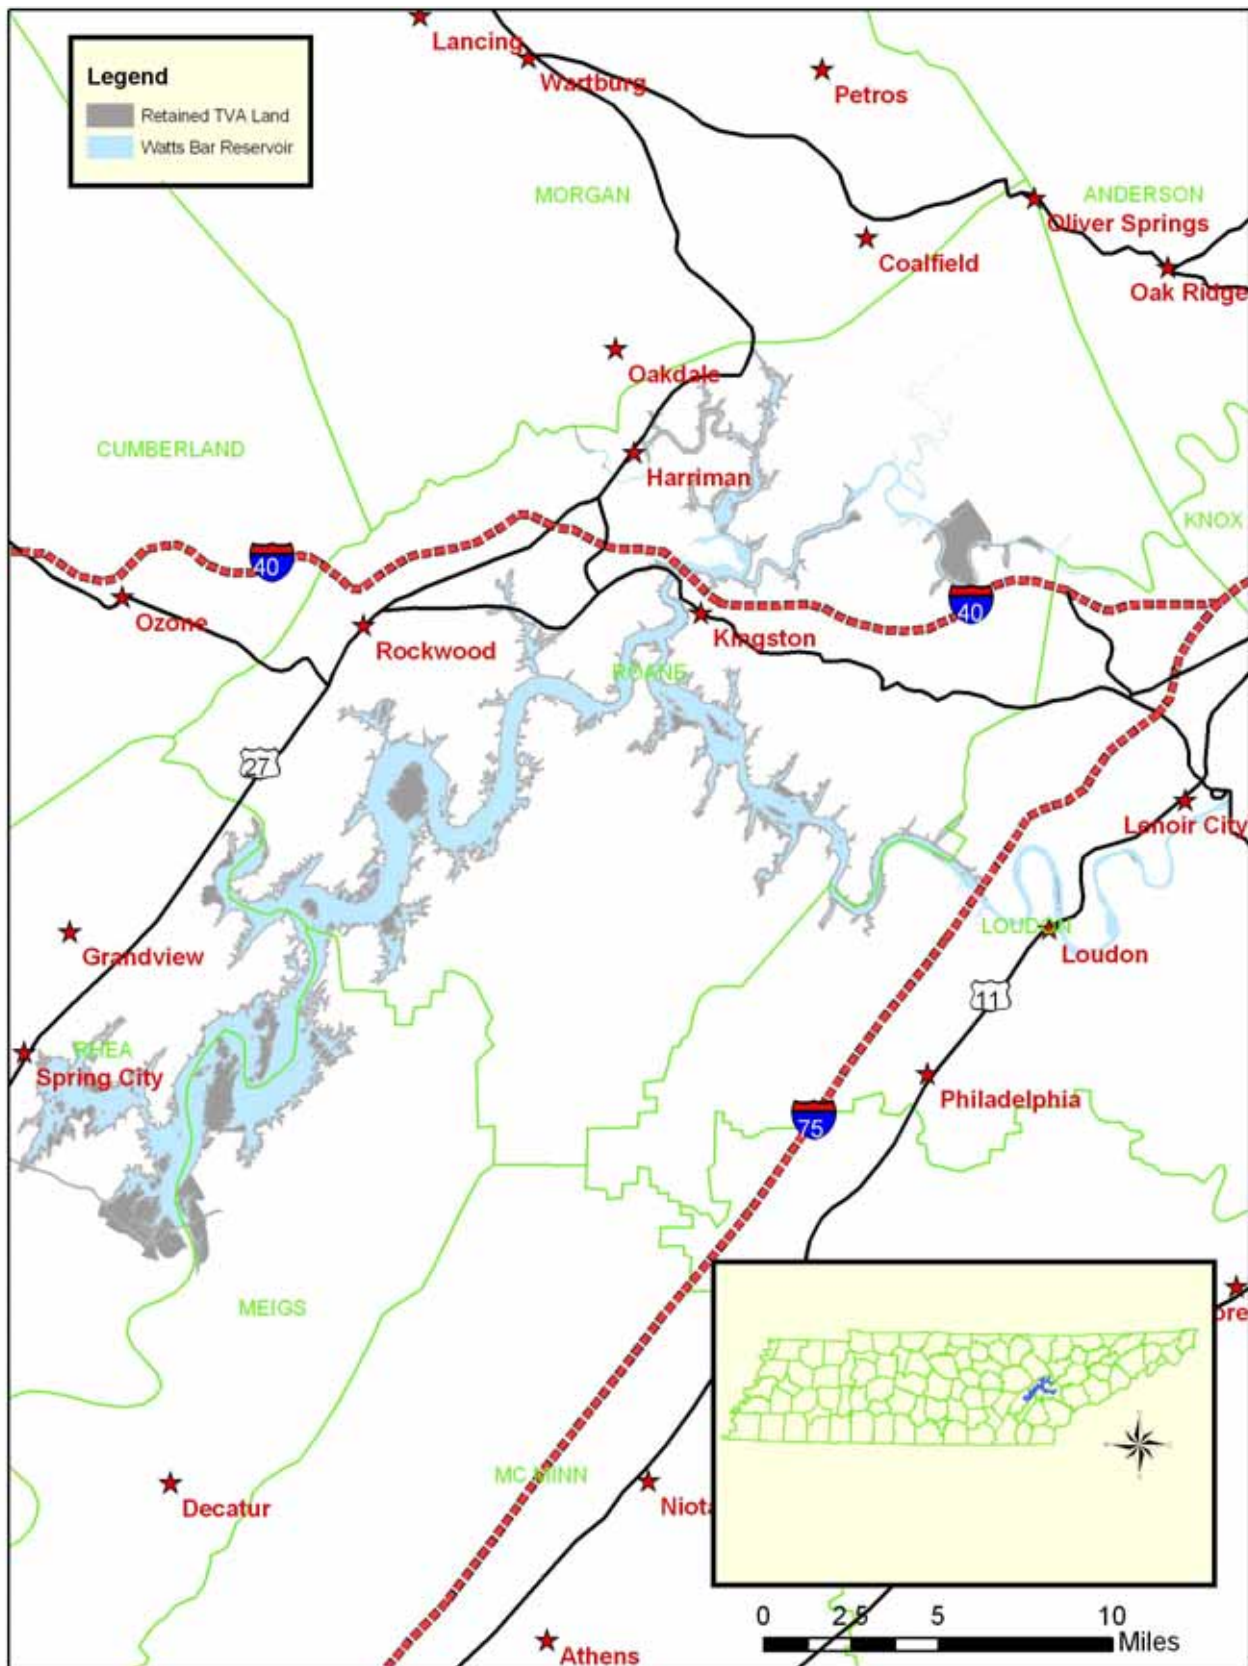 Lancing
Wartburg
Petros
Legend
Retained TVA Land
Watts Bar Reservoir
MORGAN
ANDERSON
Oliver Springs
Coalfield
Oak Ridge
Oakdale
CUMBERLAND
Harriman
KNOX
40
40
Ozone
Rockwood
Kingston
ROANE
27
Lenoir City
Grandview
LOUDON
Loudon
11
RHEA
Spring City
Philadelphia
75
MEIGS
MC MINN
Decatur
0 2.5 5 10
Miles
Athens